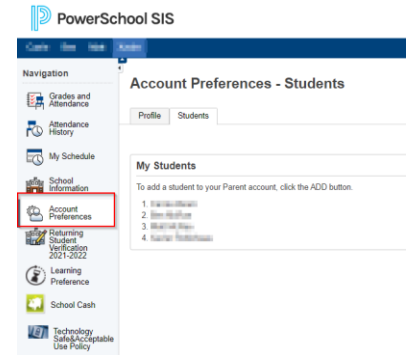 PowerSchool SIS
Navigation
Grades and
Attendance
Attendance
History
My Schedule
School
Information
Account
Preferences
Returning
Student
Verification
2021-2022
Learning
Preference
School Cash
Technology
Safe&Acceptable
Use Policy
Account Preferences - Students
Profile Students
My Students
To add a student to your Parent account, click the ADD button.
1.
2.
3.
4.